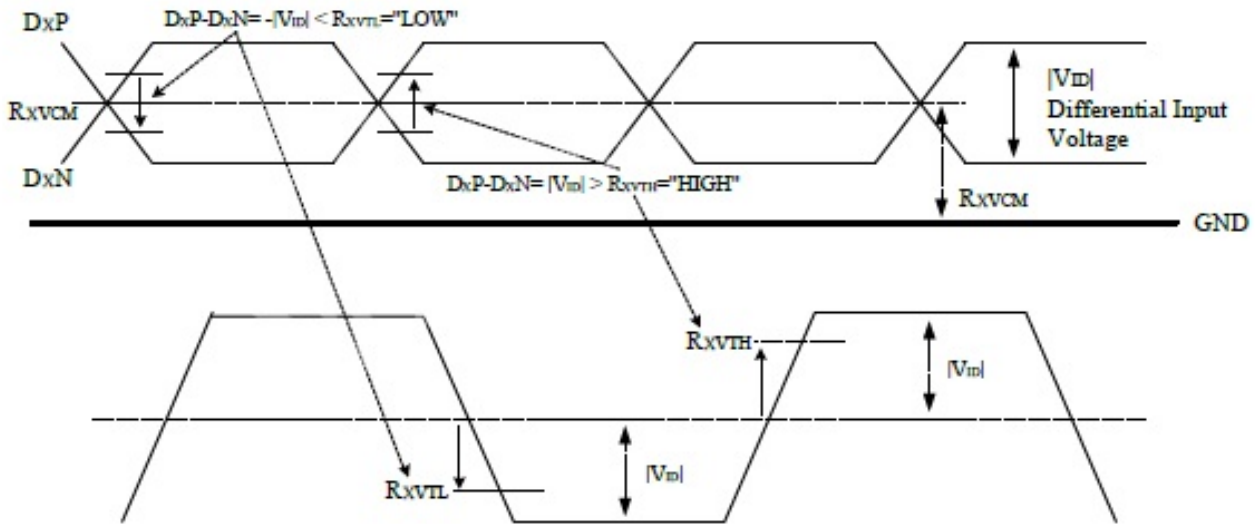 DxP
DxP-DxN= -|VID| < RXVTL="LOW"
RXVCM
|VID|
Differential Input
Voltage
DxN
DxP-DxN= |VID| > RXVTH="HIGH"
RXVCM
GND
RXVTH
|VID|
|VID|
RXVTL